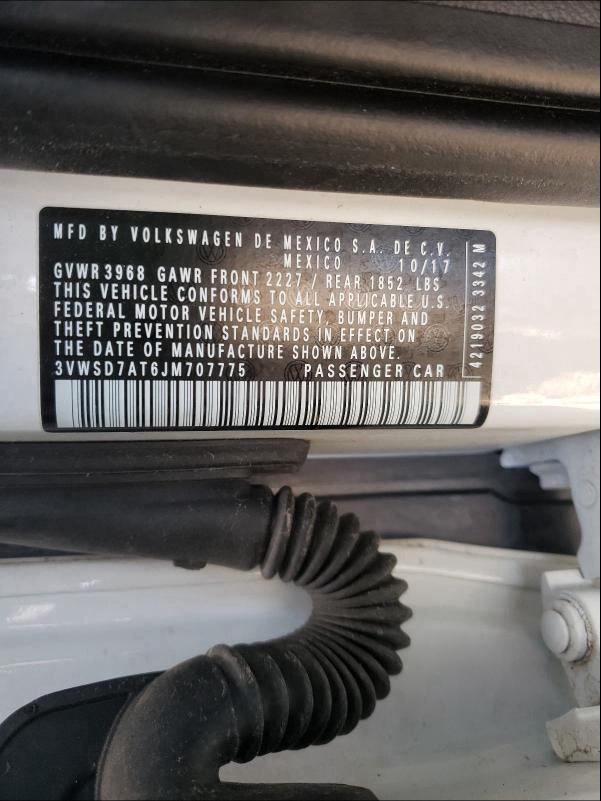 MFD BY VOLKSWAGEN DE MEXICO S.A. DE C.V.
MEXICO 10/17
GVWR 3968 GAWR FRONT 2227 / REAR 1852 LBS
THIS VEHICLE CONFORMS TO ALL APPLICABLE U.S.
FEDERAL MOTOR VEHICLE SAFETY, BUMPER AND
THEFT PREVENTION STANDARDS IN EFFECT ON
THE DATE OF MANUFACTURE SHOWN ABOVE.
3VWSD7AT6JM707775 PASSENGER CAR
4219032 3342 M